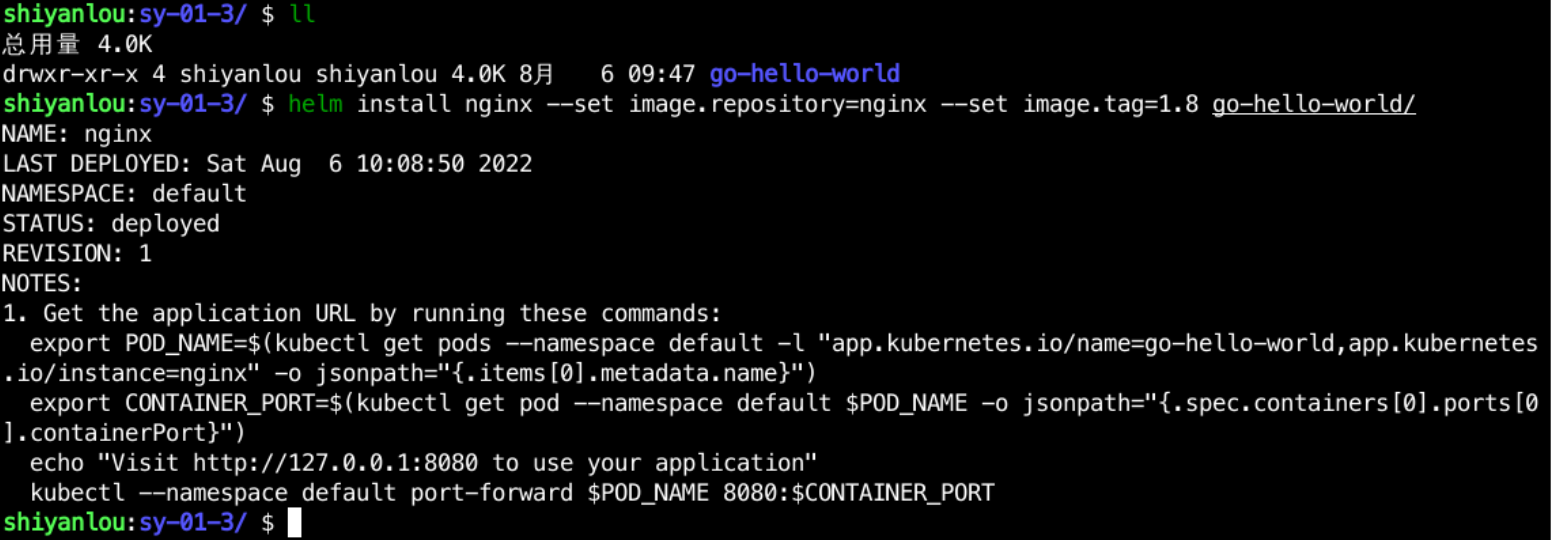 shiyanlou:sy-01-3/ $ ll
总用量 4.0K
drwxr-xr-x 4 shiyanlou shiyanlou 4.0K 8月   6 09:47 go-hello-world
shiyanlou:sy-01-3/ $ helm install nginx --set image.repository=nginx --set image.tag=1.8 go-hello-world/
NAME: nginx
LAST DEPLOYED: Sat Aug  6 10:08:50 2022
NAMESPACE: default
STATUS: deployed
REVISION: 1
NOTES:
1. Get the application URL by running these commands:
  export POD_NAME=$(kubectl get pods --namespace default -l "app.kubernetes.io/name=go-hello-world,app.kubernetes
.io/instance=nginx" -o jsonpath="{.items[0].metadata.name}")
  export CONTAINER_PORT=$(kubectl get pod --namespace default $POD_NAME -o jsonpath="{.spec.containers[0].ports[0
].containerPort}")
  echo "Visit http://127.0.0.1:8080 to use your application"
  kubectl --namespace default port-forward $POD_NAME 8080:$CONTAINER_PORT
shiyanlou:sy-01-3/ $